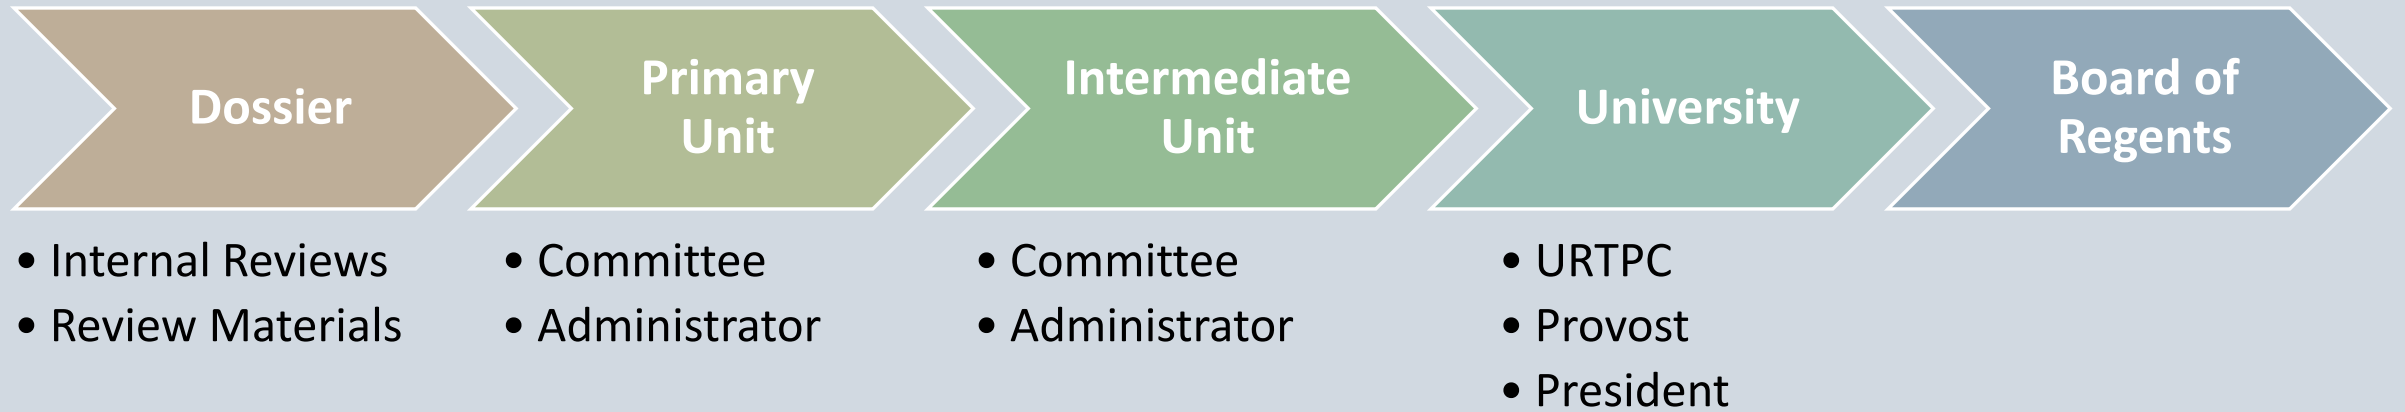 Dossier
• Internal Reviews
• Review Materials
Primary
Unit
• Committee
• Administrator
Intermediate
Unit
• Committee
• Administrator
University
• URTPC
• Provost
• President
Board of
Regents